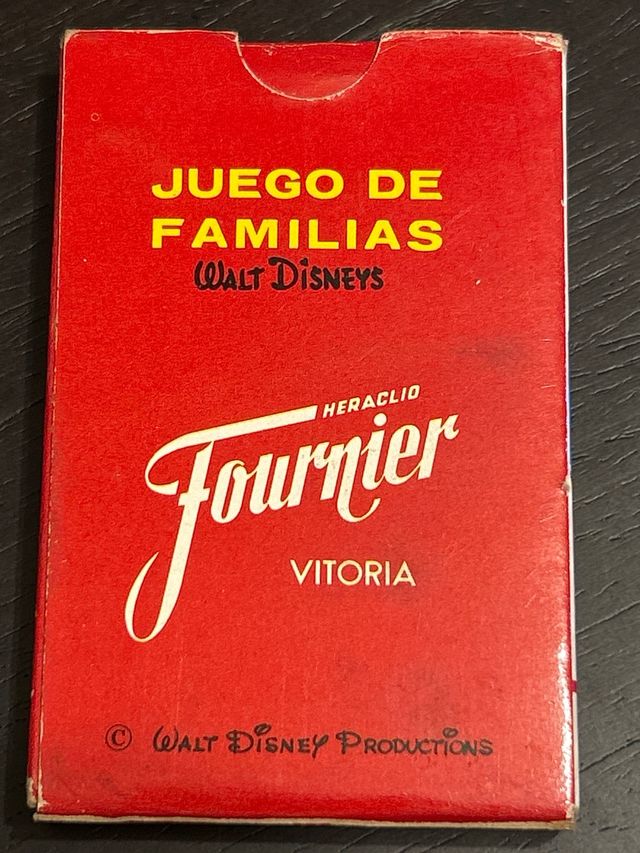 JUEGO DE
FAMILIAS
WALT DISNEYS
HERACLIO
Fournier
VITORIA
© WALT DISNEY PRODUCTIONS